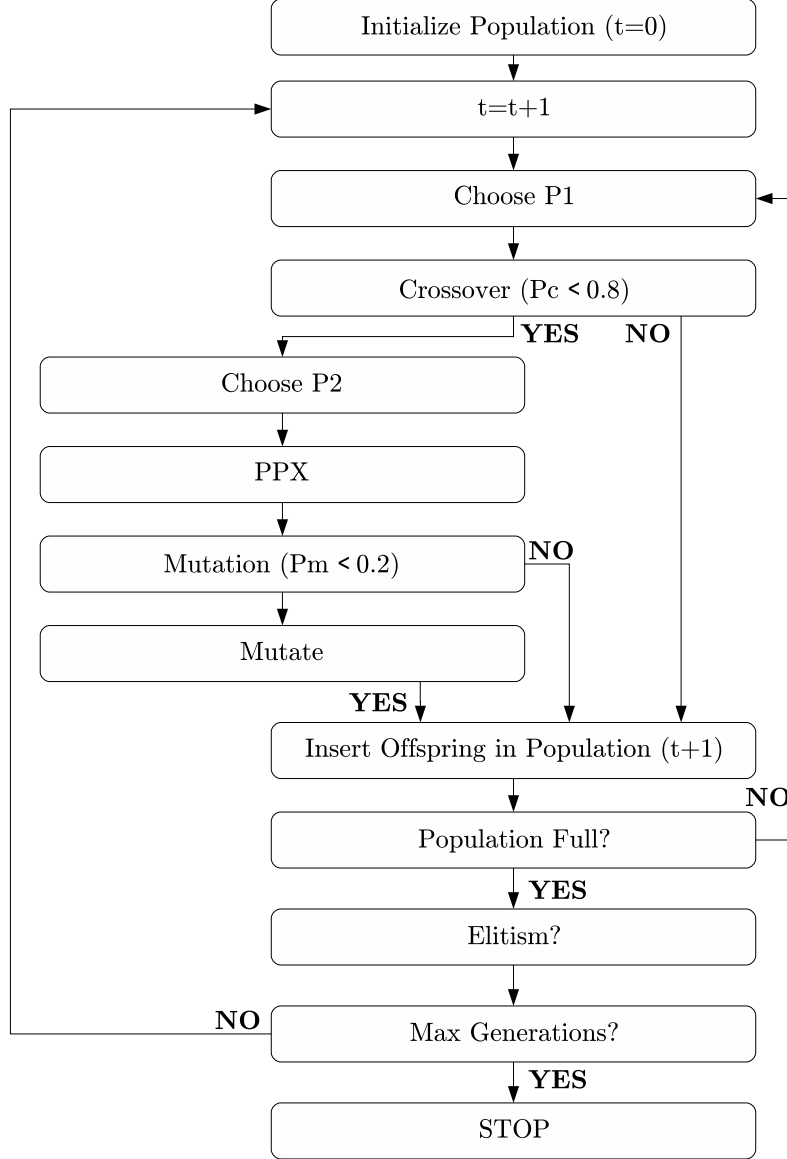 Initialize Population (t=0)
t=t+1
Choose P1
Crossover (Pc < 0.8)
YES
NO
Choose P2
PPX
Mutation (Pm < 0.2)
NO
Mutate
YES
Insert Offspring in Population (t+1)
NO
Population Full?
YES
Elitism?
NO
Max Generations?
YES
STOP